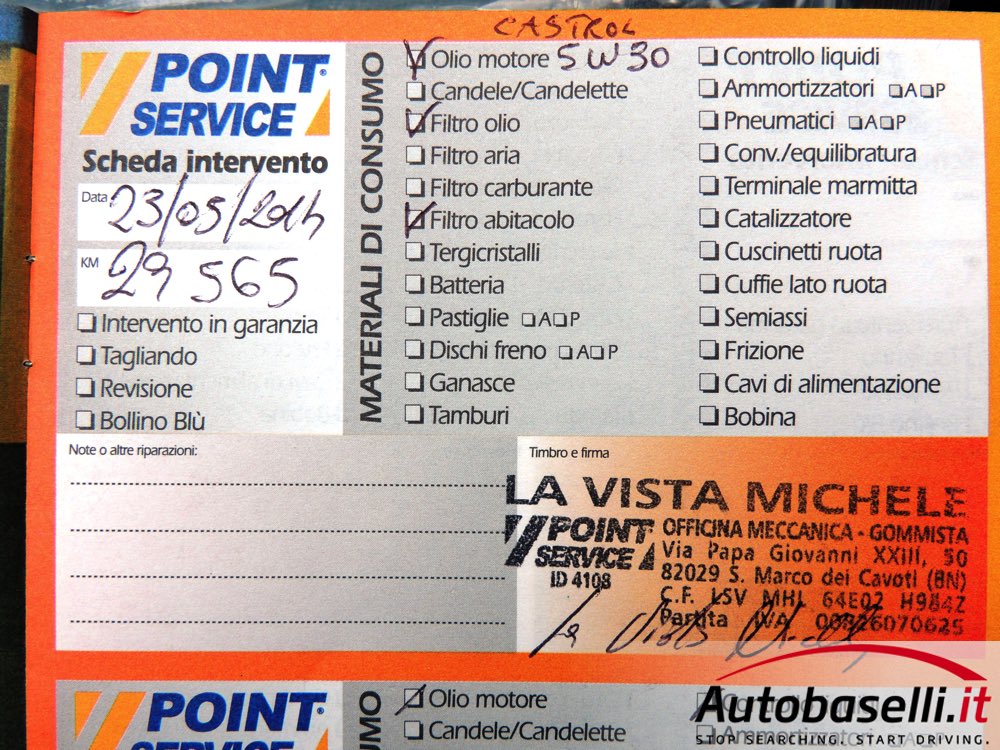 CASTROL
POINT
SERVICE
Scheda intervento
Data 23/05/2014
KM 29 565
Intervento in garanzia
Tagliando
Revisione
Bollino Blù
MATERIALI DI CONSUMO
Olio motore 5W30
Candele/Candelette
Filtro olio
Filtro aria
Filtro carburante
Filtro abitacolo
Tergicristalli
Batteria
Pastiglie A P
Dischi freno A P
Ganasce
Tamburi
Controllo liquidi
Ammortizzatori A P
Pneumatici A P
Conv./equilibratura
Terminale marmitta
Catalizzatore
Cuscinetti ruota
Cuffie lato ruota
Semiassi
Frizione
Cavi di alimentazione
Bobina
Note o altre riparazioni:
Timbro e firma
LA VISTA MICHELE
POINT
SERVICE
ID 4108
OFFICINA MECCANICA - GOMMISTA
Via Papa Giovanni XXIII, 50
82029 S. Marco dei Cavoti (BN)
C.F. LSV MHL 64E02 H984Z
Partita IVA 00826070625
POINT
SERVICE
Olio motore
Candele/Candelette
Controllo liquidi
Ammortizzatori A P
Autobaselli.it
STOP SEARCHING. START DRIVING.